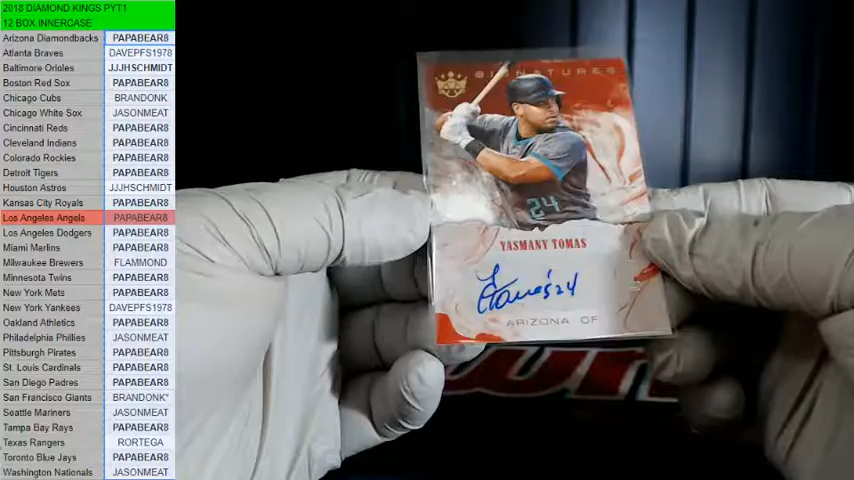 2018 DIAMOND KINGS PYT1
12 BOX INNERCASE
Arizona Diamondbacks PAPABEAR8
Atlanta Braves DAVEPFS1978
Baltimore Orioles JJJHSCHMIDT
Boston Red Sox PAPABEAR8
Chicago Cubs BRANDONK
Chicago White Sox JASONMEAT
Cincinnati Reds PAPABEAR8
Cleveland Indians PAPABEAR8
Colorado Rockies PAPABEAR8
Detroit Tigers PAPABEAR8
Houston Astros JJJHSCHMIDT
Kansas City Royals PAPABEAR8
Los Angeles Angels PAPABEAR8
Los Angeles Dodgers PAPABEAR8
Miami Marlins PAPABEAR8
Milwaukee Brewers FLAMMOND
Minnesota Twins PAPABEAR8
New York Mets PAPABEAR8
New York Yankees DAVEPFS1978
Oakland Athletics PAPABEAR8
Philadelphia Phillies JASONMEAT
Pittsburgh Pirates PAPABEAR8
St. Louis Cardinals PAPABEAR8
San Diego Padres PAPABEAR8
San Francisco Giants BRANDONK*
Seattle Mariners JASONMEAT
Tampa Bay Rays PAPABEAR8
Texas Rangers RORTEGA
Toronto Blue Jays PAPABEAR8
Washington Nationals JASONMEAT
SIGNATURES
24
YASMANY TOMAS
ARIZONA OF